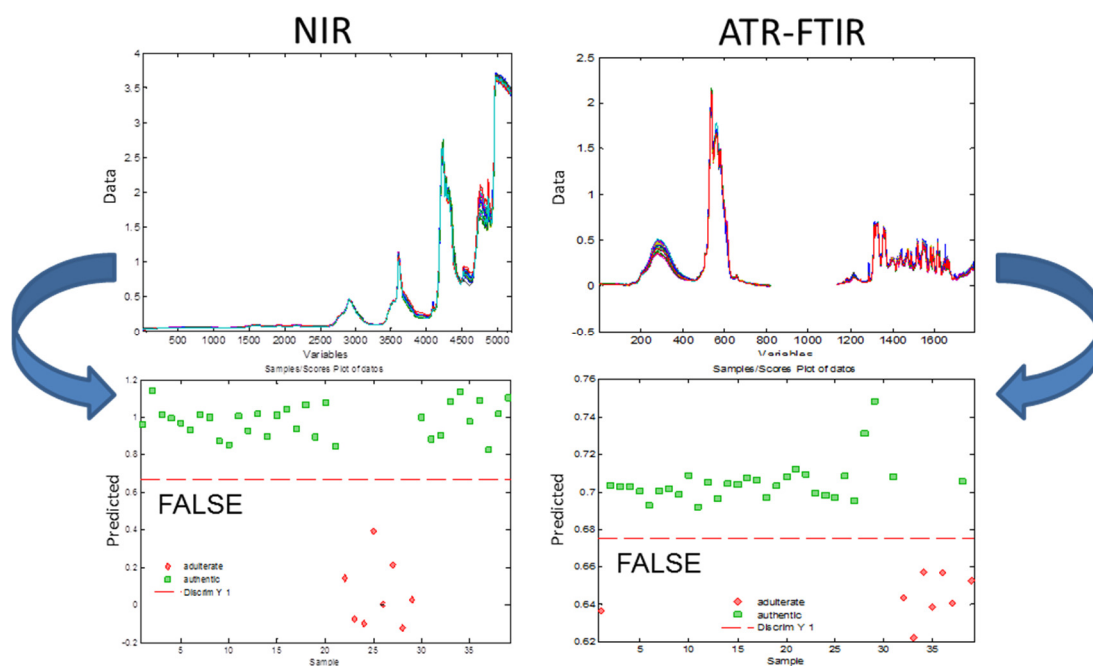 NIR
ATR-FTIR
4
3.5
3
2.5
2
1.5
1
0.5
0
Data
500 1000 1500 2000 2500 3000 3500 4000 4500 5000
Variables
2.5
2
1.5
1
0.5
0
-0.5
Data
200 400 600 800 1000 1200 1400 1600
Variables
Samples/Scores Plot of datos
1.2
1
0.8
0.6
0.4
0.2
0
-0.2
Predicted
FALSE
adulterate
authentic
Discrim Y 1
5 10 15 20 25 30 35
Sample
Samples/Scores Plot of datos
0.76
0.74
0.72
0.7
0.68
0.66
0.64
0.62
Predicted
FALSE
adulterate
authentic
Discrim Y 1
5 10 15 20 25 30 35
Sample